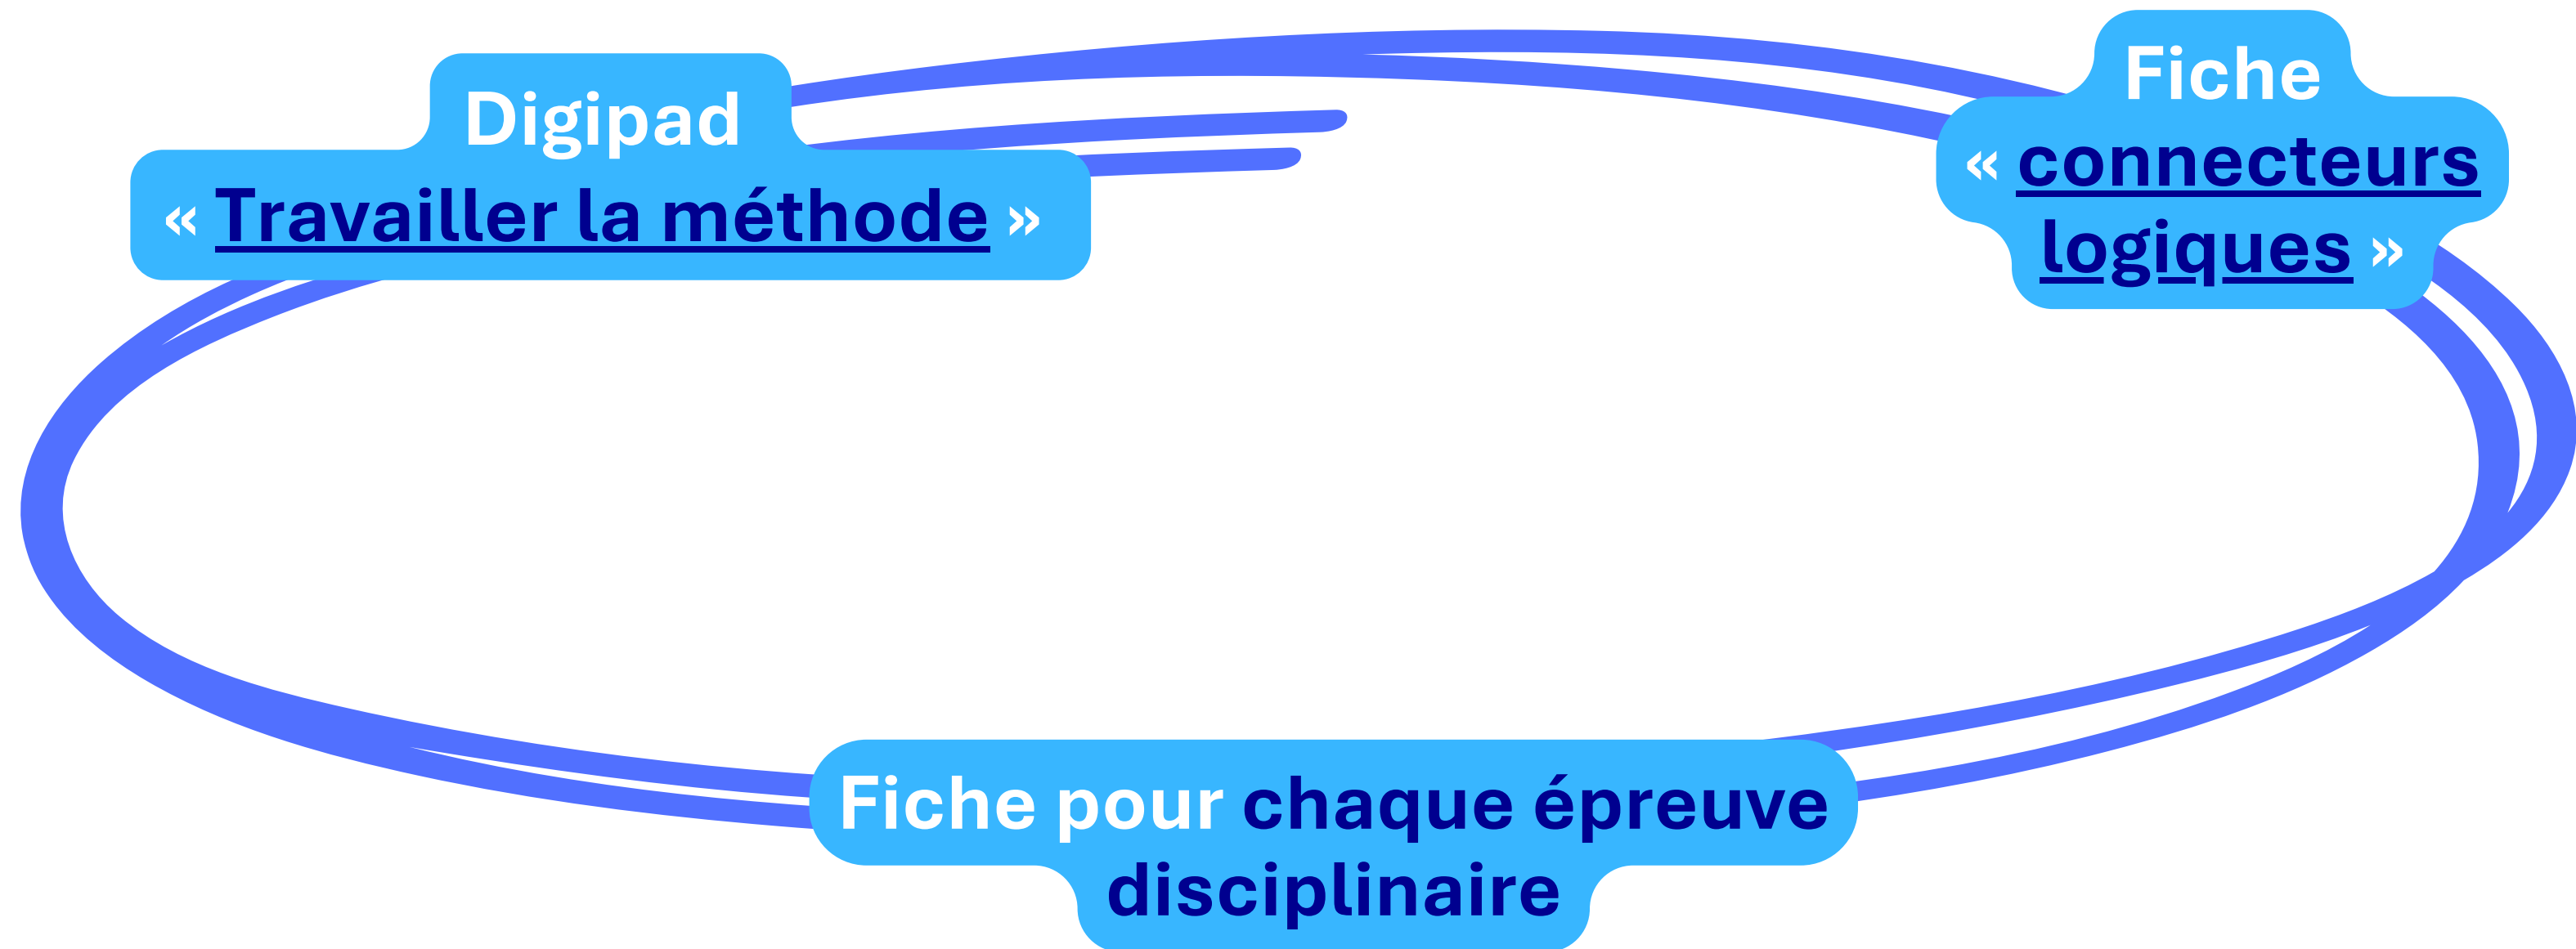 Digipad
« Travailler la méthode »
Fiche
« connecteurs
logiques »
Fiche pour chaque épreuve
disciplinaire